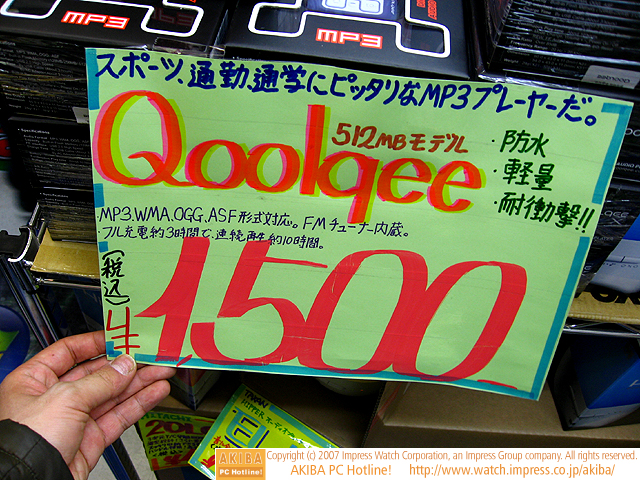 MP3
MP3
Qoolqee
スポーツ、通勤、通学にピッタリなMP3プレーヤーだ。
Qoolqee
512MBモデル
・防水
・軽量
・耐衝撃!!
・MP3.WMA.OGG.ASF形式対応。FMチューナー内蔵。
・フル充電約3時間で、連続再生約10時間。
(税込)
¥1,500
AKIBA
PC Hotline!
Copyright (c) 2007 Impress Watch Corporation, an Impress Group company. All rights reserved.
AKIBA PC Hotline! http://www.watch.impress.co.jp/akiba/